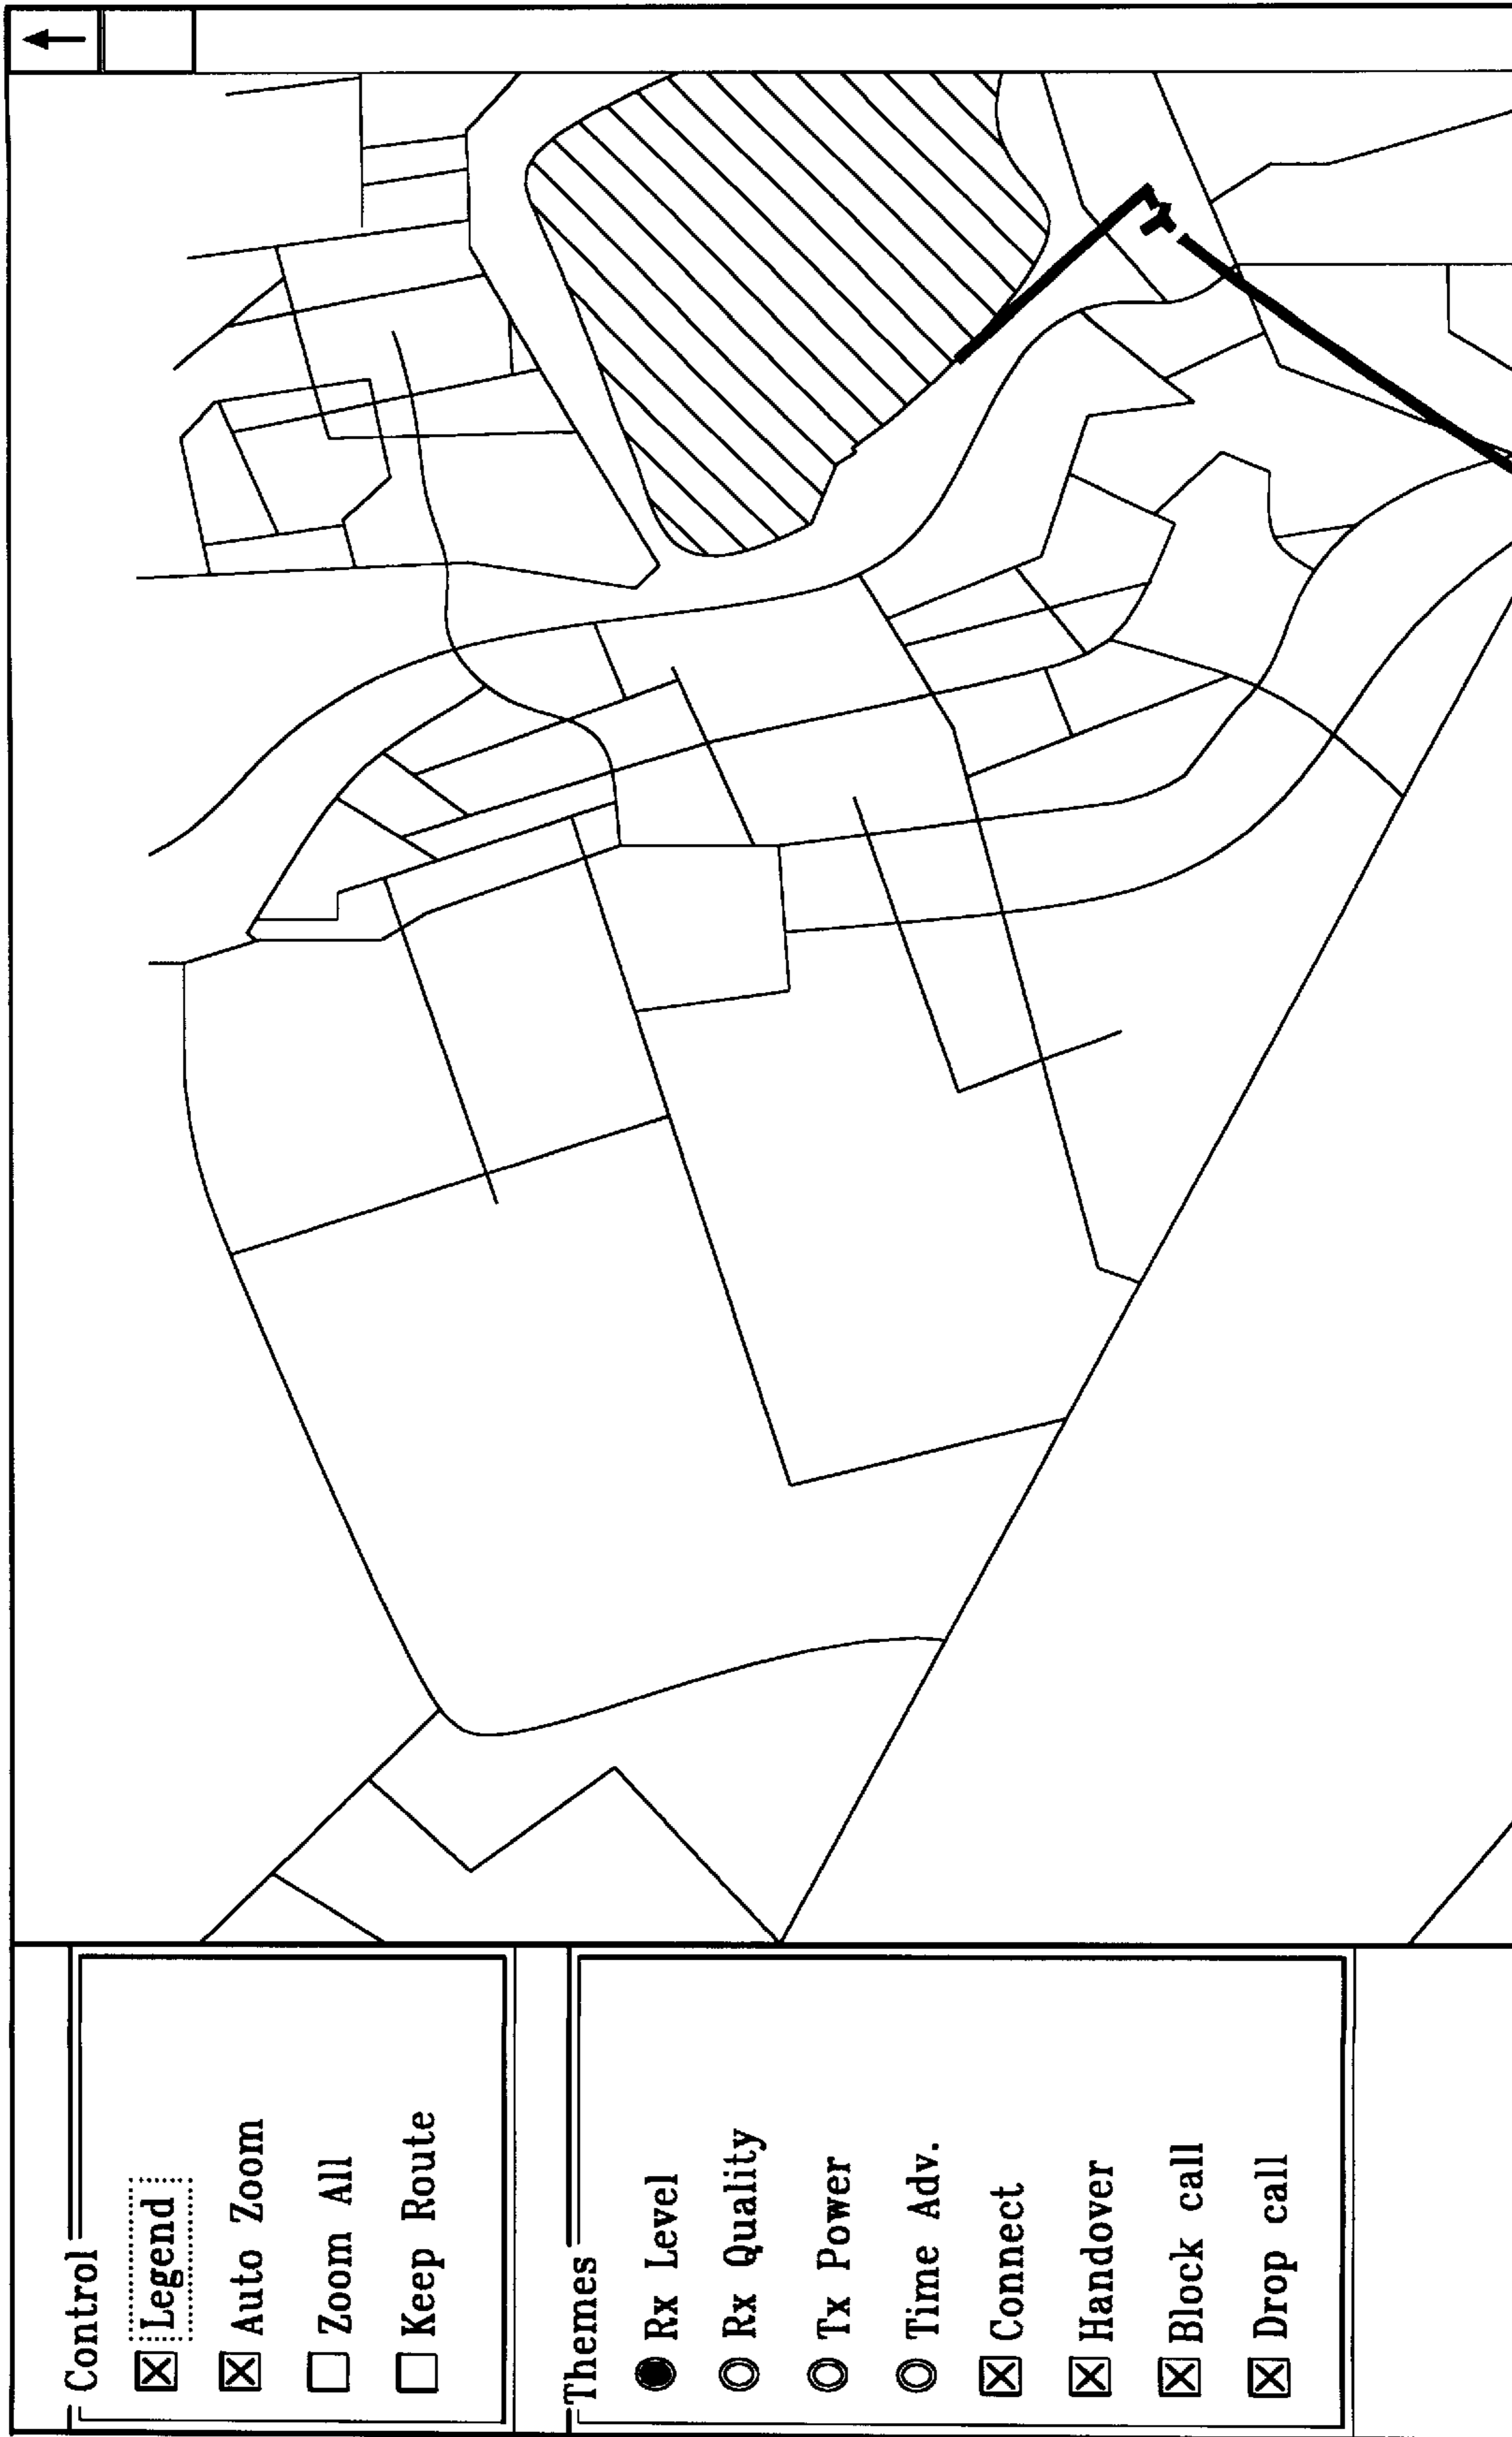 Control
Legend
Auto Zoom
Zoom All
Keep Route
Themes
Rx Level
Rx Quality
Tx Power
Time Adv.
Connect
Handover
Block call
Drop call